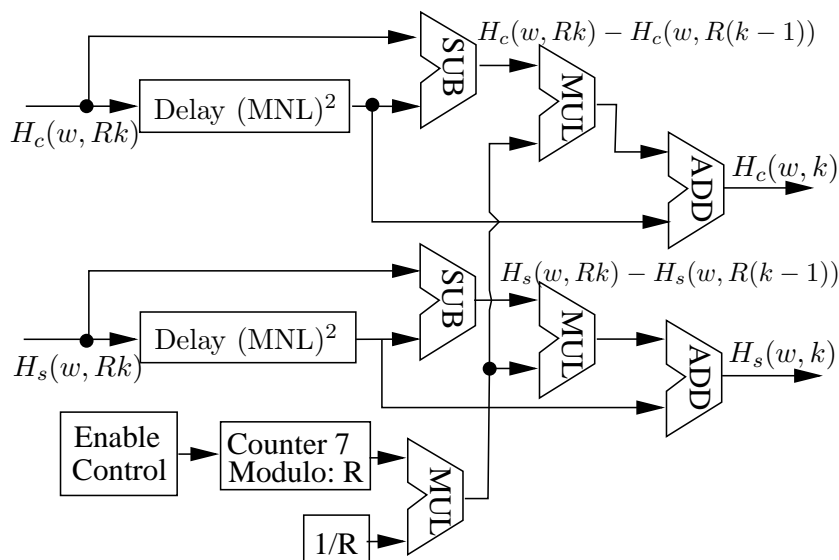 SUB
H_c(w, Rk) − H_c(w, R(k−1))
MUL
Delay (MNL)²
H_c(w, Rk)
ADD
H_c(w, k)
SUB
H_s(w, Rk) − H_s(w, R(k−1))
MUL
Delay (MNL)²
H_s(w, Rk)
ADD
H_s(w, k)
Enable
Control
Counter 7
Modulo: R
MUL
1/R